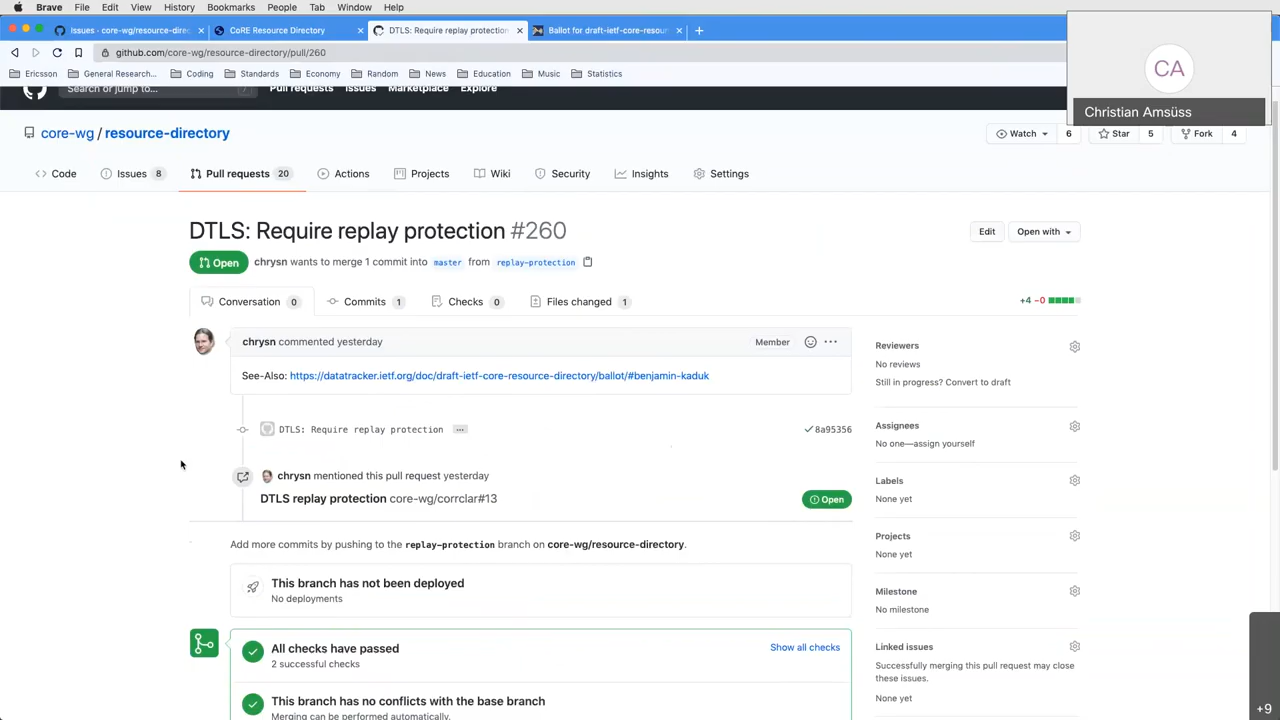 Brave File Edit View History Bookmarks People Tab Window Help
Issues · core-wg/resource-direc × CoRE Resource Directory × DTLS: Require replay protection × Ballot for draft-ietf-core-resour × +
github.com/core-wg/resource-directory/pull/260
Ericsson General Research... Coding Standards Economy Random News Education Music Statistics
CA
Christian Amsüss
Search or jump to... / Pull requests Issues Marketplace Explore
core-wg / resource-directory
Watch 6 Star 5 Fork 4
Code Issues 8 Pull requests 20 Actions Projects Wiki Security Insights Settings
DTLS: Require replay protection #260
Edit Open with
Open chrysn wants to merge 1 commit into master from replay-protection
Conversation 0 Commits 1 Checks 0 Files changed 1
+4 −0
chrysn commented yesterday Member ...
See-Also: https://datatracker.ietf.org/doc/draft-ietf-core-resource-directory/ballot/#benjamin-kaduk
DTLS: Require replay protection ... 8a95356
chrysn mentioned this pull request yesterday
DTLS replay protection core-wg/corrclar#13 Open
Add more commits by pushing to the replay-protection branch on core-wg/resource-directory.
This branch has not been deployed
No deployments
All checks have passed Show all checks
2 successful checks
This branch has no conflicts with the base branch
Merging can be performed automatically.
Reviewers
No reviews
Still in progress? Convert to draft
Assignees
No one—assign yourself
Labels
None yet
Projects
None yet
Milestone
No milestone
Linked issues
Successfully merging this pull request may close
these issues.
None yet
+9